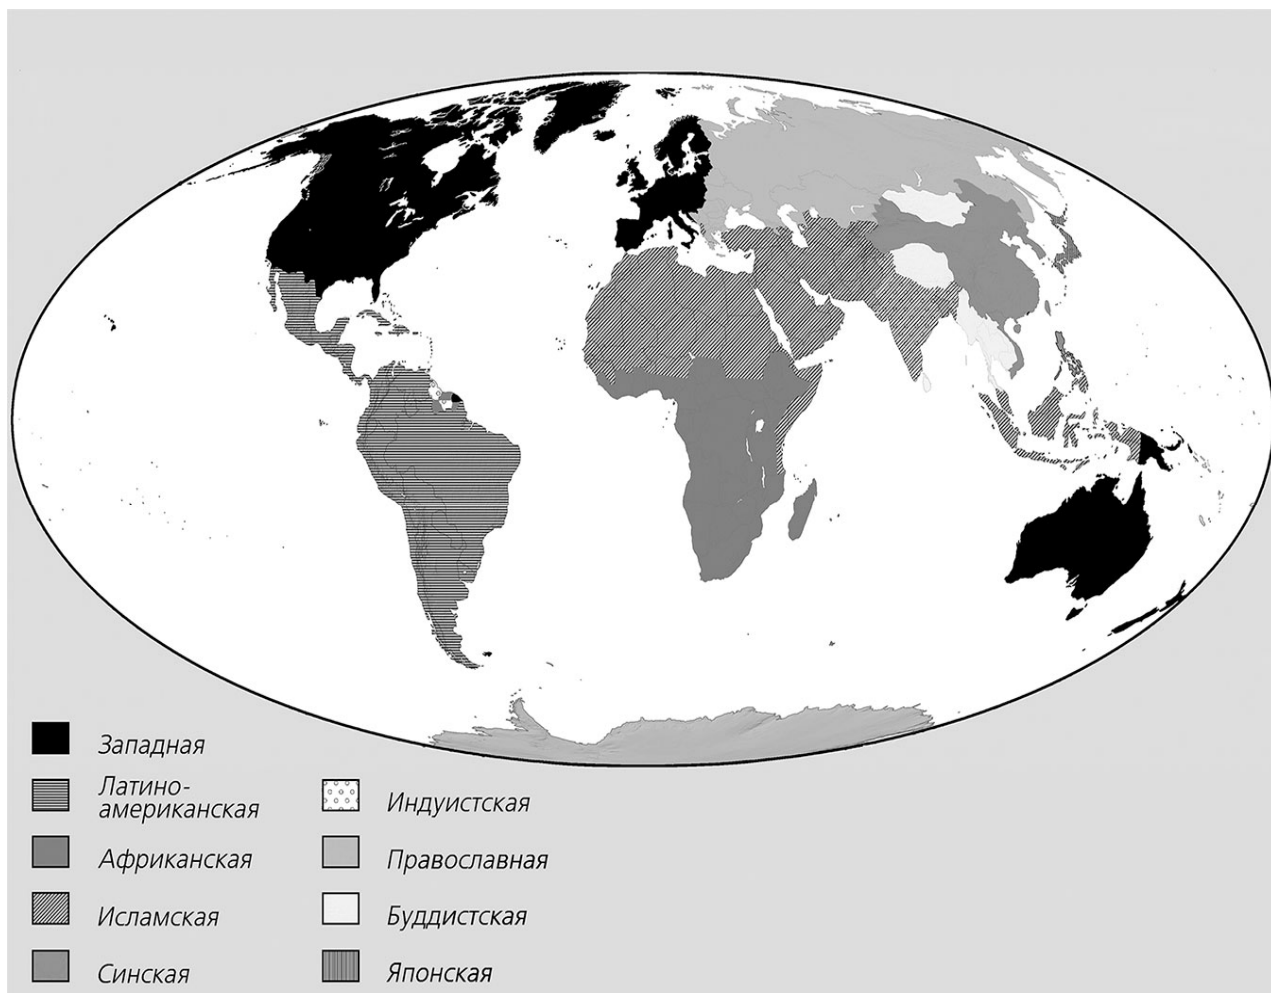 Западная
Латино-
американская
Африканская
Исламская
Синская
Индуистская
Православная
Буддистская
Японская